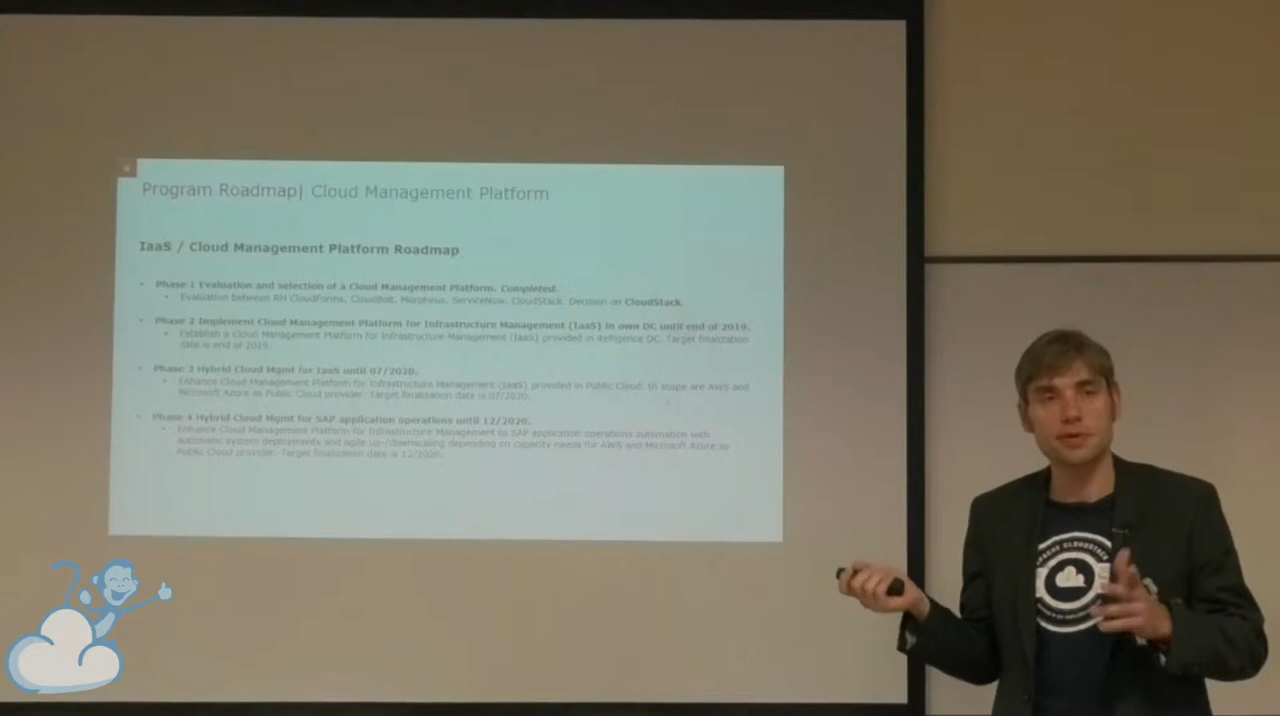 Program Roadmap| Cloud Management Platform
IaaS / Cloud Management Platform Roadmap
• Phase 1 Evaluation and selection of a Cloud Management Platform. Completed.
• Evaluation between RH CloudForms, CloudBolt, Morpheus, ServiceNow, CloudStack. Decision on CloudStack.
• Phase 2 Implement Cloud Management Platform for Infrastructure Management (IaaS) in own DC until end of 2019.
• Establish a Cloud Management Platform for Infrastructure Management (IaaS) provided in itelligence DC. Target finalization
date is end of 2019.
• Phase 3 Hybrid Cloud Mgmt for IaaS until 07/2020.
• Enhance Cloud Management Platform for Infrastructure Management (IaaS) provided in Public Cloud. In scope are AWS and
Microsoft Azure as Public Cloud provider. Target finalization date is 07/2020.
• Phase 4 Hybrid Cloud Mgmt for SAP application operations until 12/2020.
• Enhance Cloud Management Platform for Infrastructure Management to SAP application operations automation with
automatic system deployments and agile up-/downscaling depending on capacity needs for AWS and Microsoft Azure as
Public Cloud provider. Target finalization date is 12/2020.
APACHE CLOUDSTACK